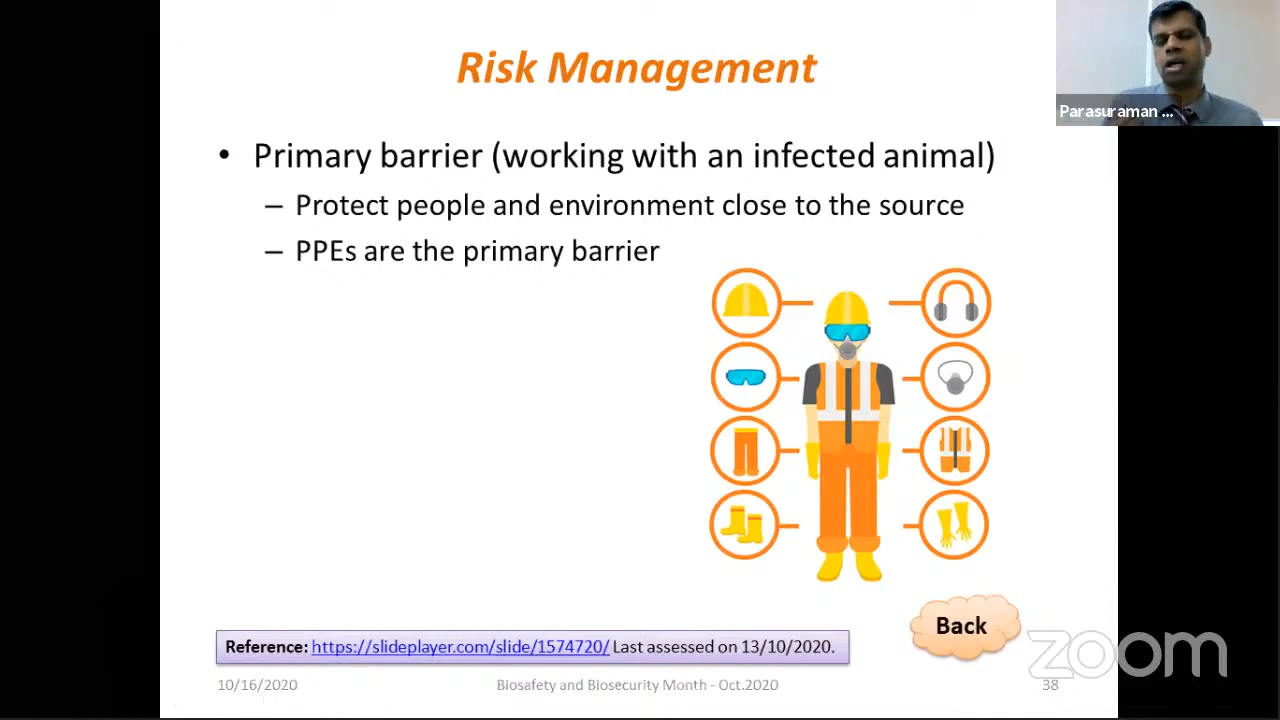 Risk Management
Parasuraman ...
• Primary barrier (working with an infected animal)
– Protect people and environment close to the source
– PPEs are the primary barrier
Back
Reference: https://slideplayer.com/slide/1574720/ Last assessed on 13/10/2020.
zoom
10/16/2020
Biosafety and Biosecurity Month - Oct.2020
38